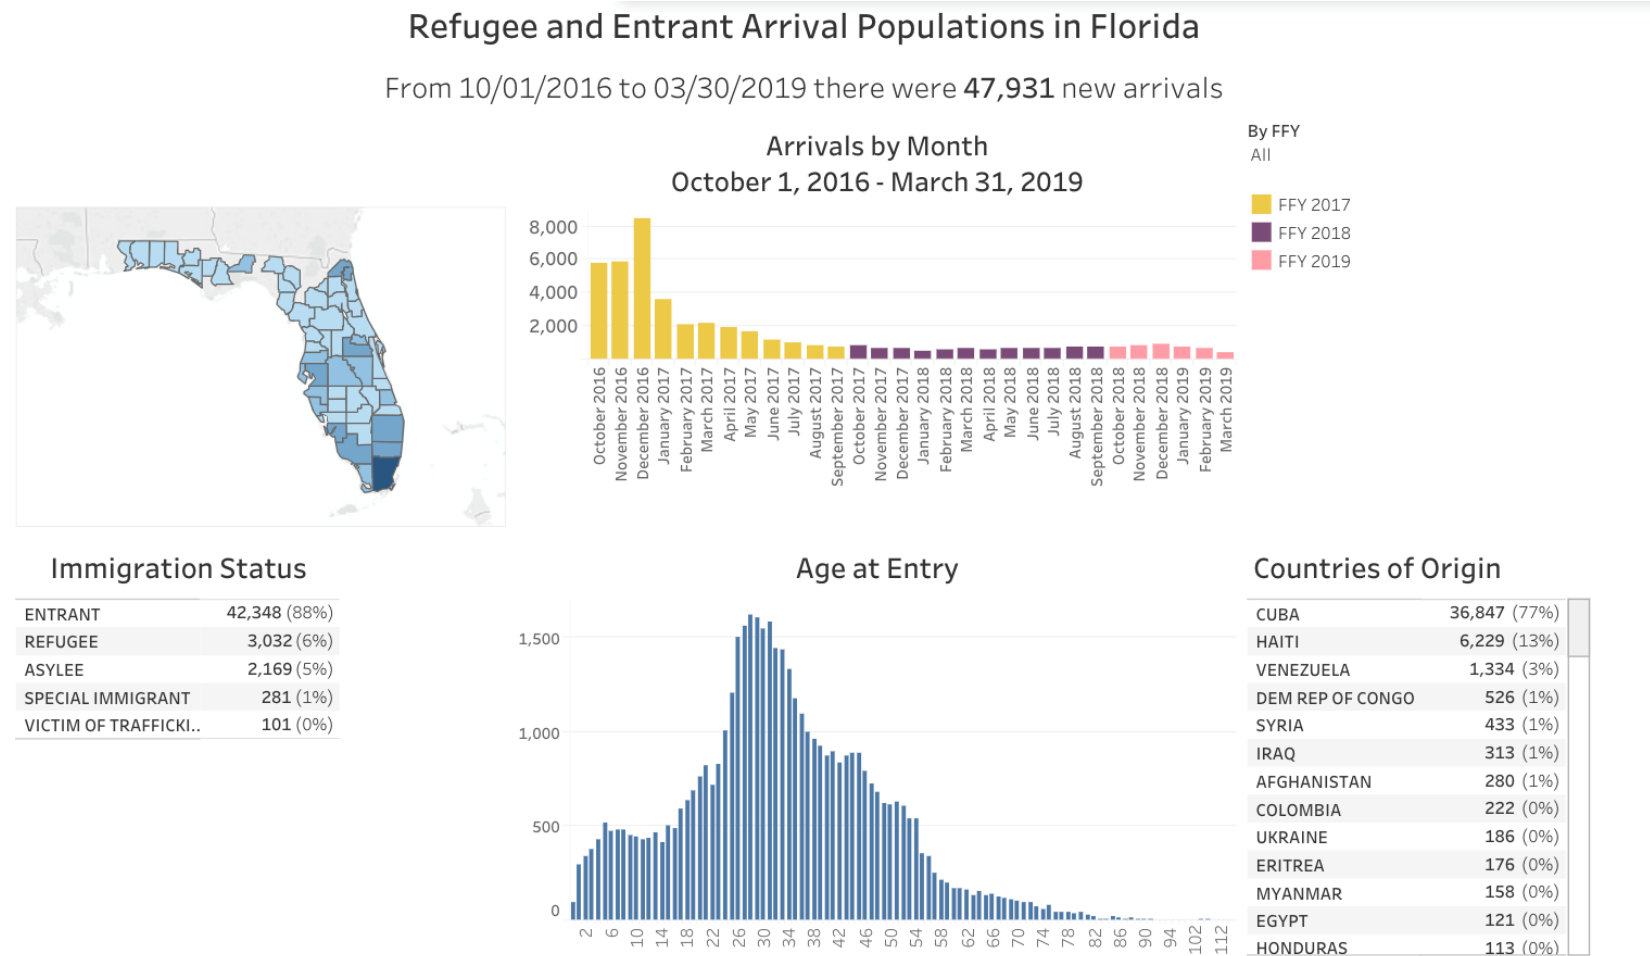 Refugee and Entrant Arrival Populations in Florida
From 10/01/2016 to 03/30/2019 there were 47,931 new arrivals
Arrivals by Month
October 1, 2016 - March 31, 2019
By FFY
All
FFY 2017
FFY 2018
FFY 2019
8,000
6,000
4,000
2,000
October 2016
November 2016
December 2016
January 2017
February 2017
March 2017
April 2017
May 2017
June 2017
July 2017
August 2017
September 2017
October 2017
November 2017
December 2017
January 2018
February 2018
March 2018
April 2018
May 2018
June 2018
July 2018
August 2018
September 2018
October 2018
November 2018
December 2018
January 2019
February 2019
March 2019
Immigration Status
ENTRANT 42,348 (88%)
REFUGEE 3,032 (6%)
ASYLEE 2,169 (5%)
SPECIAL IMMIGRANT 281 (1%)
VICTIM OF TRAFFICKI.. 101 (0%)
Age at Entry
1,500
1,000
500
0
2
6
10
14
18
22
26
30
34
38
42
46
50
54
58
62
66
70
74
78
82
86
90
94
102
112
Countries of Origin
CUBA 36,847 (77%)
HAITI 6,229 (13%)
VENEZUELA 1,334 (3%)
DEM REP OF CONGO 526 (1%)
SYRIA 433 (1%)
IRAQ 313 (1%)
AFGHANISTAN 280 (1%)
COLOMBIA 222 (0%)
UKRAINE 186 (0%)
ERITREA 176 (0%)
MYANMAR 158 (0%)
EGYPT 121 (0%)
HONDURAS 113 (0%)